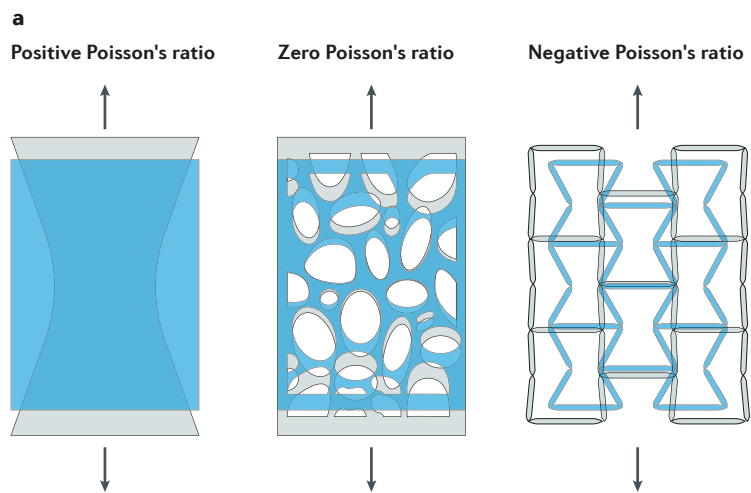 a
Positive Poisson's ratio
Zero Poisson's ratio
Negative Poisson's ratio